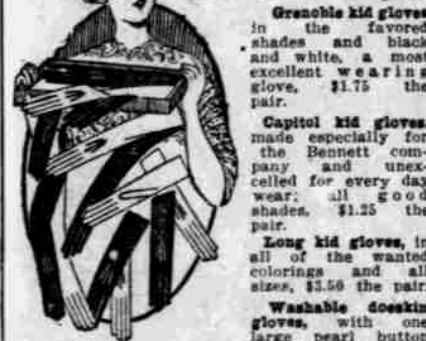 Grenoble kid gloves
in the favored
shades and black
and white, a most
excellent wearing
glove, $1.75 the
pair.
Capitol kid gloves,
made especially for
the Bennett com-
pany and unex-
celled for every day
wear; all good
shades, $1.25 the
pair.
Long kid gloves, in
all of the wanted
colorings and all
sizes, $3.50 the pair.
Washable doeskin
gloves, with one
large pearl button